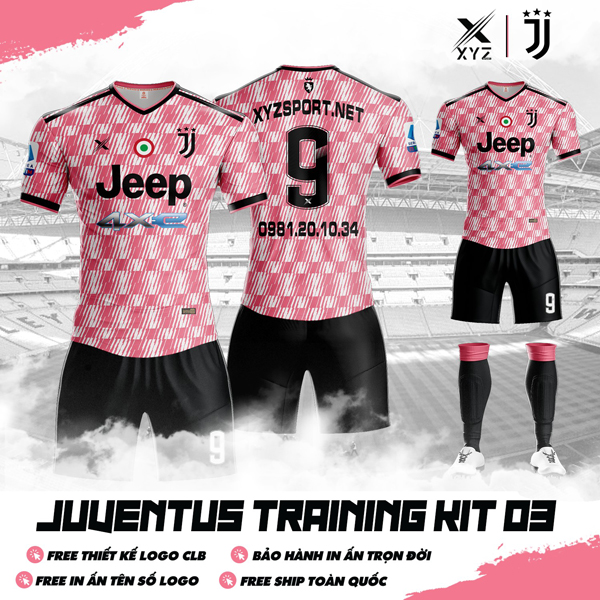 XYZ
Jeep
4xe
XYZSPORT.NET
9
0981.20.10.34
Jeep
4xe
9
9
JUVENTUS TRAINING KIT 03
FREE THIẾT KẾ LOGO CLB
BẢO HÀNH IN ẤN TRỌN ĐỜI
FREE IN ẤN TÊN SỐ LOGO
FREE SHIP TOÀN QUỐC